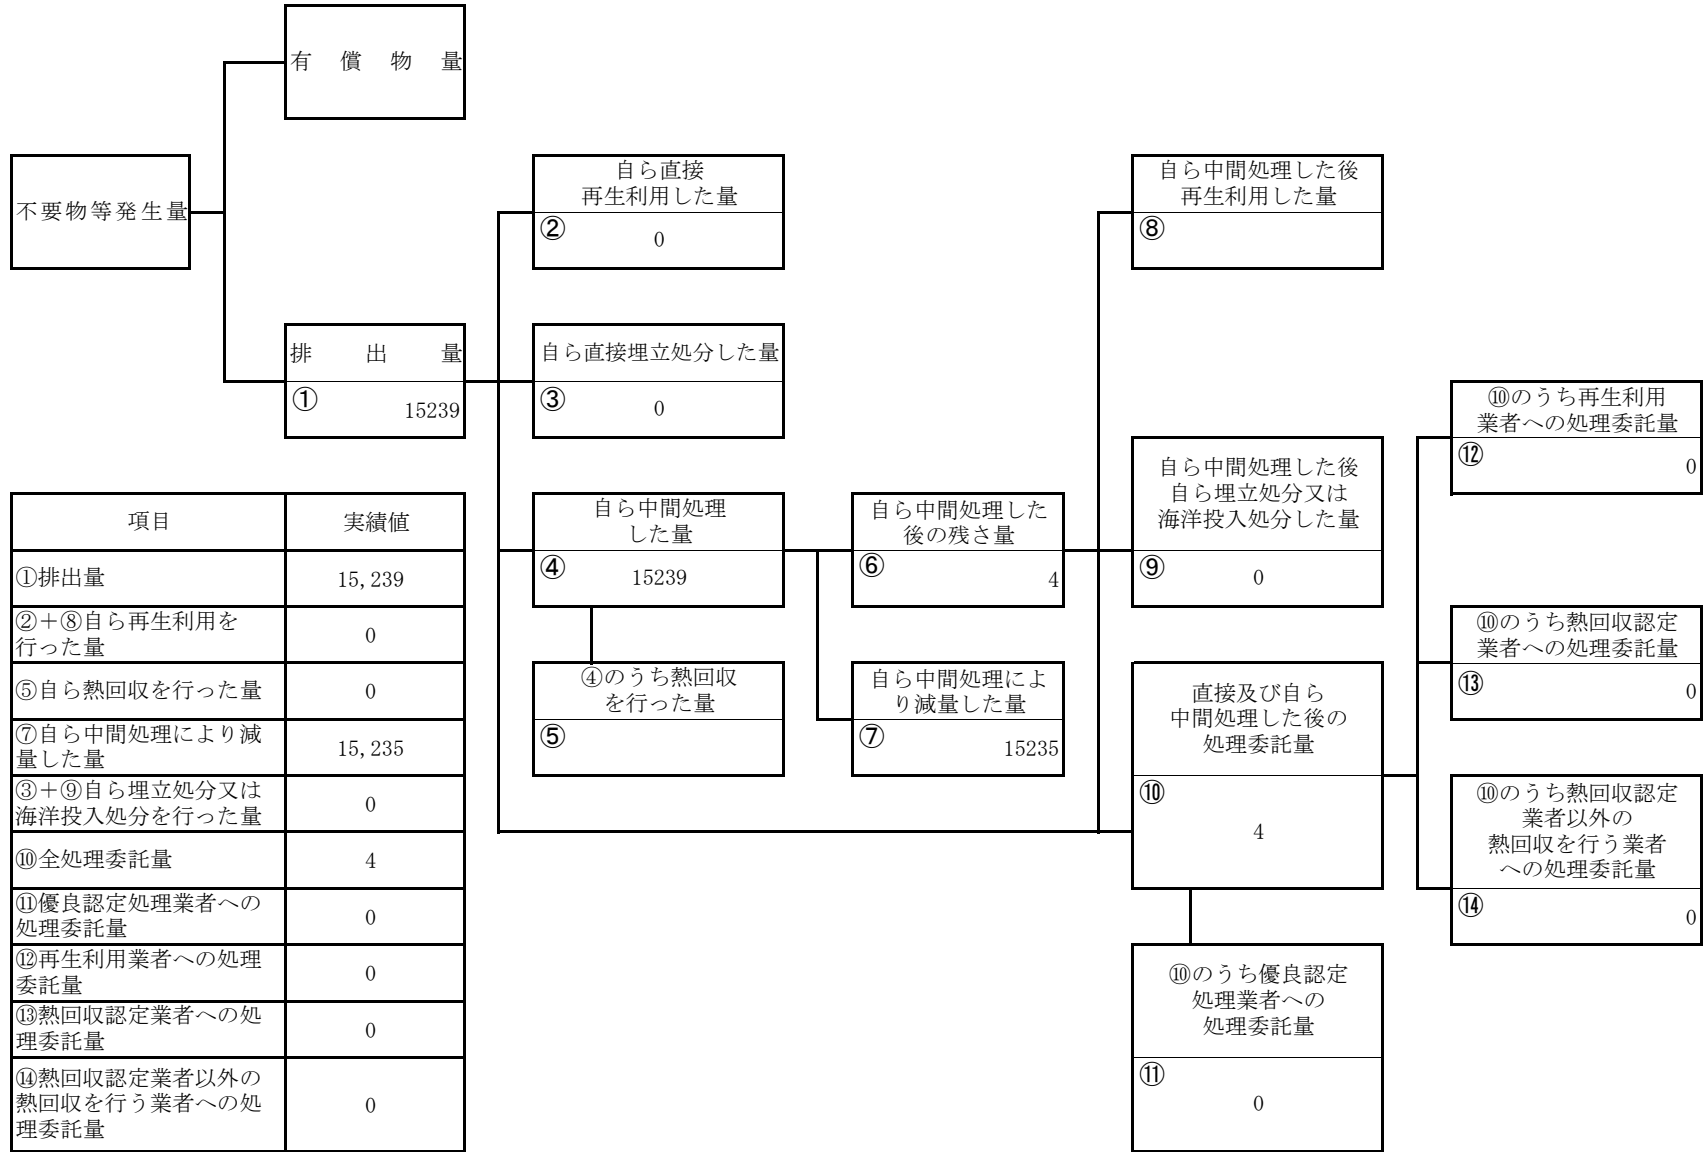 有償物量
不要物等発生量
排出量
①
15239
自ら直接
再生利用した量
②
0
自ら直接埋立処分した量
③
0
自ら中間処理
した量
④
15239
④のうち熱回収
を行った量
⑤
自ら中間処理した
後の残さ量
⑥
4
自ら中間処理によ
り減量した量
⑦
15235
自ら中間処理した後
再生利用した量
⑧
自ら中間処理した後
自ら埋立処分又は
海洋投入処分した量
⑨
0
直接及び自ら
中間処理した後の
処理委託量
⑩
4
⑩のうち優良認定
処理業者への
処理委託量
⑪
0
⑩のうち再生利用
業者への処理委託量
⑫
0
⑩のうち熱回収認定
業者への処理委託量
⑬
0
⑩のうち熱回収認定
業者以外の
熱回収を行う業者
への処理委託量
⑭
0
項目
実績値
①排出量
15,239
②＋⑧自ら再生利用を
行った量
0
⑤自ら熱回収を行った量
0
⑦自ら中間処理により減
量した量
15,235
③＋⑨自ら埋立処分又は
海洋投入処分を行った量
0
⑩全処理委託量
4
⑪優良認定処理業者への
処理委託量
0
⑫再生利用業者への処理
委託量
0
⑬熱回収認定業者への処
理委託量
0
⑭熱回収認定業者以外の
熱回収を行う業者への処
理委託量
0